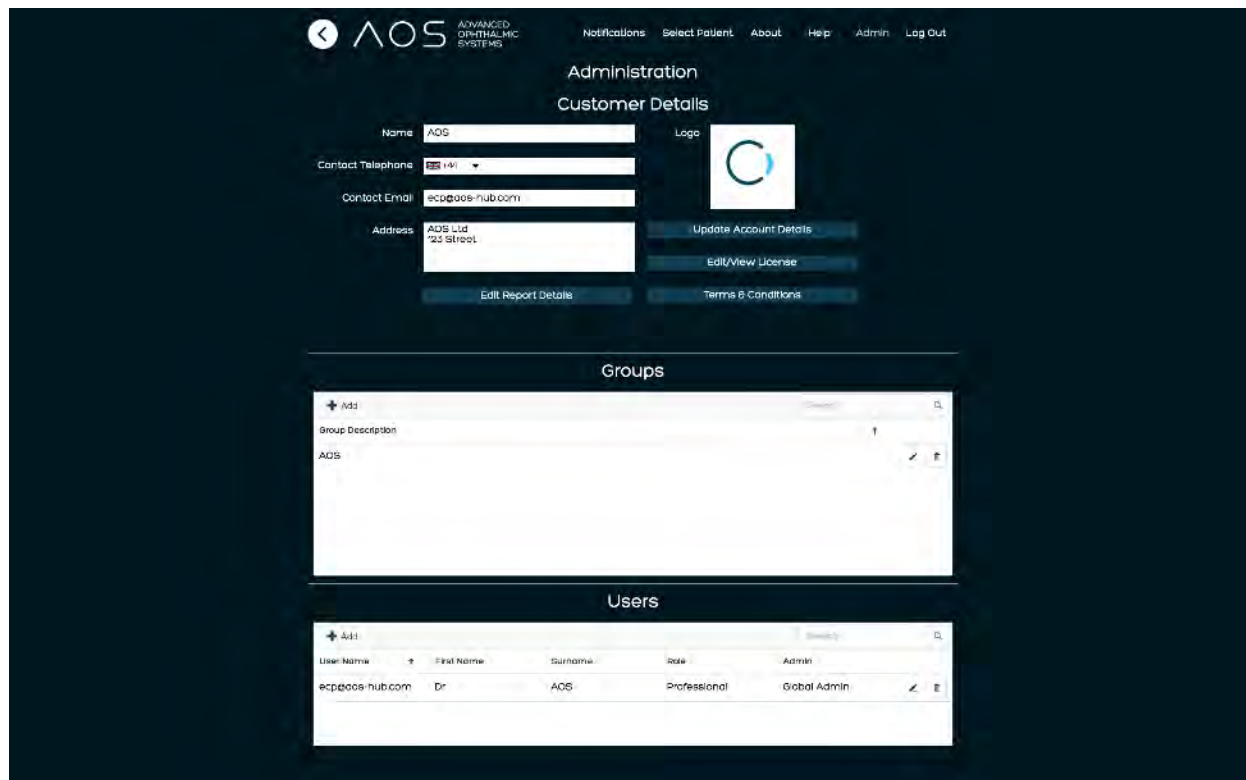 AOS ADVANCED OPHTHALMIC SYSTEMS
Notifications Select Patient About Help Admin Log Out
Administration
Customer Details
Name AOS
Logo
Contact Telephone +44
Contact Email ecp@aos-hub.com
Address AOS Ltd
123 Street
Update Account Details
Edit/View License
Edit Report Details
Terms & Conditions
Groups
Add
Search
Group Description
AOS
Users
Add
Search
User Name First Name Surname Role Admin
ecp@aos-hub.com Dr AOS Professional Global Admin